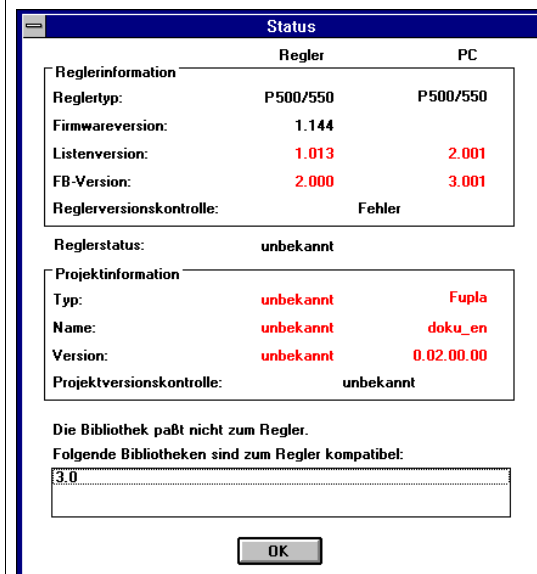 Status
Regler PC
Reglerinformation
Reglertyp: P500/550 P500/550
Firmwareversion: 1.144
Listenversion: 1.013 2.001
FB-Version: 2.000 3.001
Reglerversionskontrolle: Fehler
Reglerstatus: unbekannt
Projektinformation
Typ: unbekannt Fupla
Name: unbekannt doku_en
Version: unbekannt 0.02.00.00
Projektversionskontrolle: unbekannt
Die Bibliothek paßt nicht zum Regler.
Folgende Bibliotheken sind zum Regler kompatibel:
3.0
OK